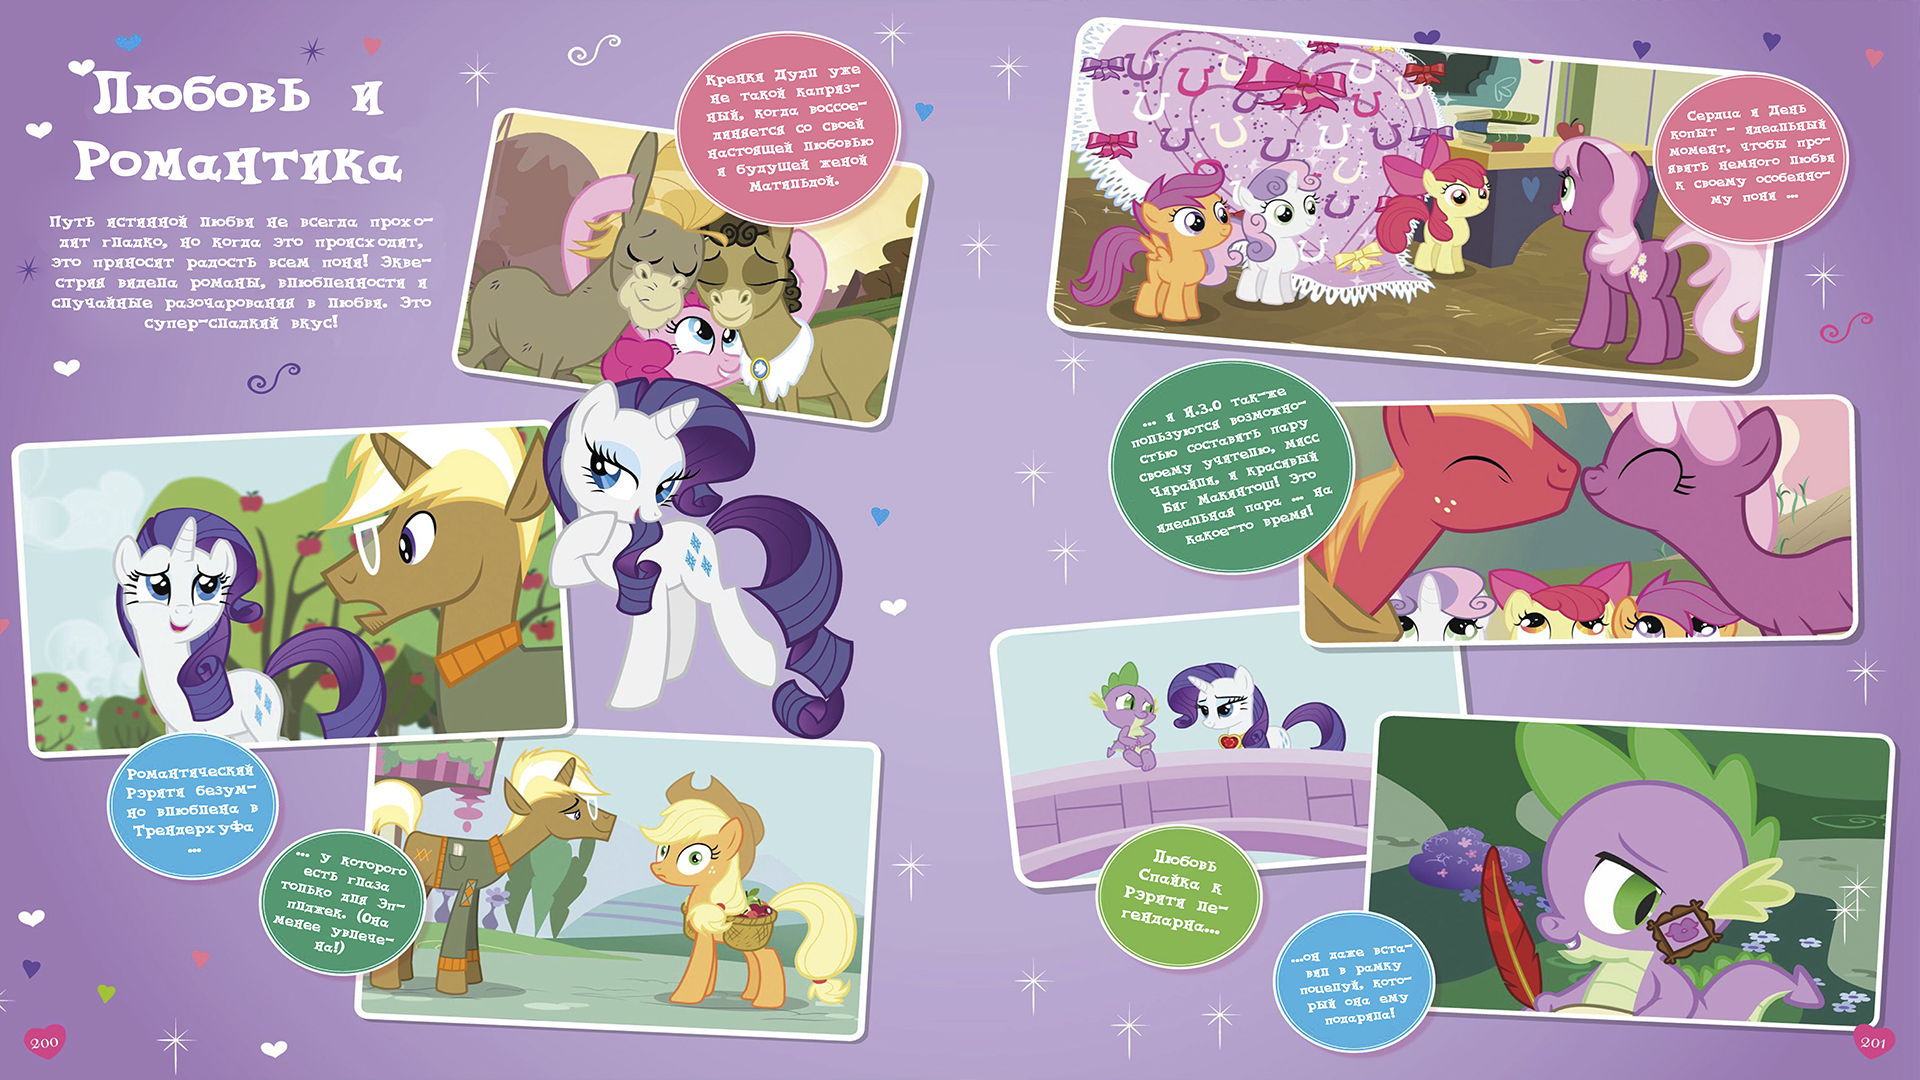 Любовь и
Романтика
Путь истинной любви не всегда прохо-
дит гладко, но когда это происходит,
это приносит радость всем пони! Экве-
стрия видела романы, влюбленности и
случайные разочарования в любви. Это
супер-сладкий вкус!
Кренки Дудл уже
не такой каприз-
ный, когда воссое-
диняется со своей
настоящей любовью
и будущей женой
Матильдой.
Романтический
Рэрити безум-
но влюблена в
Трендерхуфа
...
... у которого
есть глаза
только для Эп-
плджек. (Она
менее увлече-
на!)
200
Сердца и День
копыт - идеальный
момент, чтобы про-
явить немного любви
к своему особенно-
му пони ...
... и И.З.О так-же
пользуются возможно-
стью составить пару
своему учителю, мисс
Чирайли, и красивый
Биг Макинтош! Это
идеальная пара ... на
какое-то время!
Любовь
Спайка к
Рэрити ле-
гендарна...
...он даже вста-
вил в рамку
поцелуй, кото-
рый она ему
подарила!
201